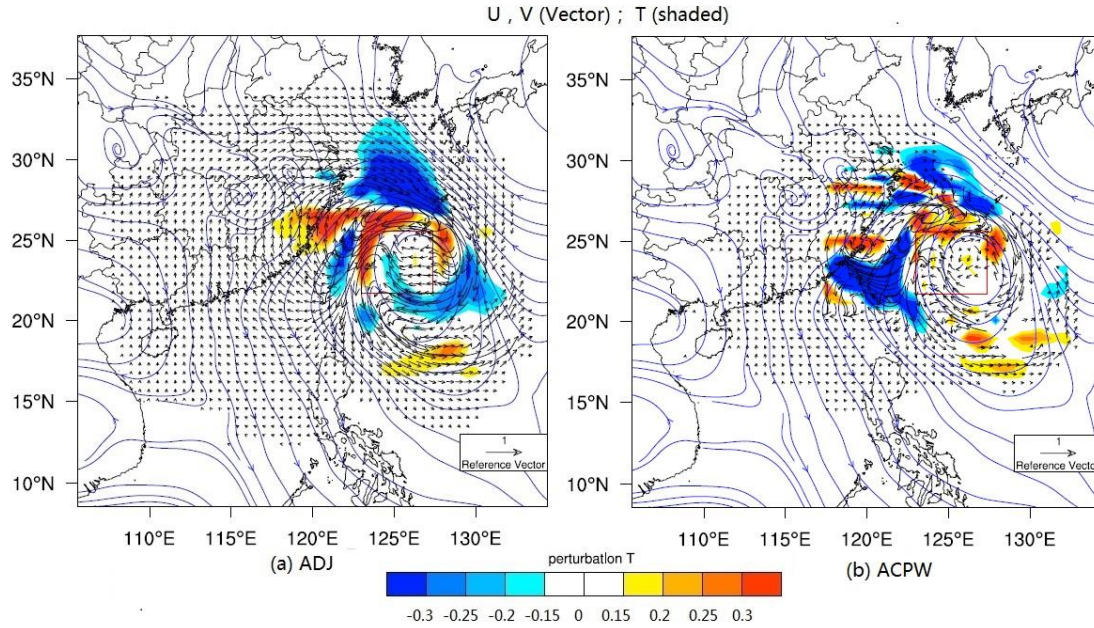 U , V (Vector) ; T (shaded)
35°N
30°N
25°N
20°N
15°N
10°N
1
Reference Vector
110°E 115°E 120°E 125°E 130°E
(a) ADJ
35°N
30°N
25°N
20°N
15°N
10°N
1
Reference Vector
110°E 115°E 120°E 125°E 130°E
(b) ACPW
perturbation T
-0.3 -0.25 -0.2 -0.15 0 0.15 0.2 0.25 0.3